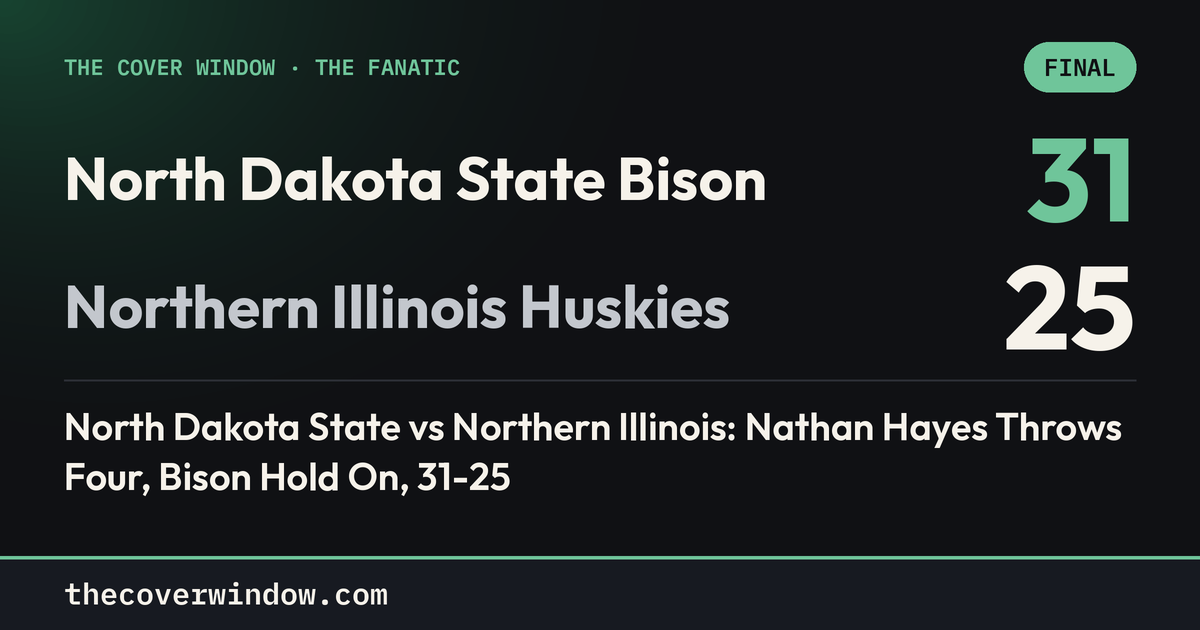 THE COVER WINDOW · THE FANATIC
FINAL
North Dakota State Bison
31
Northern Illinois Huskies
25
North Dakota State vs Northern Illinois: Nathan Hayes Throws
Four, Bison Hold On, 31-25
thecoverwindow.com